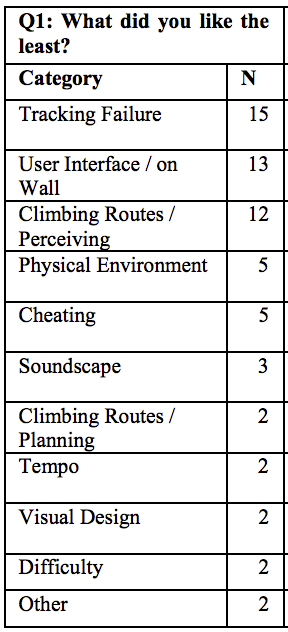 Q1: What did you like the
least?
Category N
Tracking Failure 15
User Interface / on 13
Wall
Climbing Routes / 12
Perceiving
Physical Environment 5
Cheating 5
Soundscape 3
Climbing Routes / 2
Planning
Tempo 2
Visual Design 2
Difficulty 2
Other 2